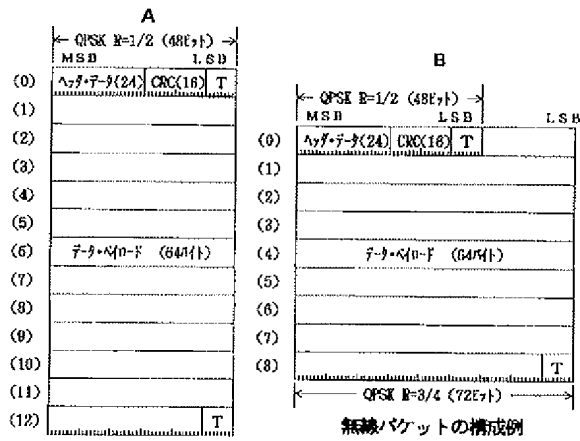 A
QPSK R=1/2 (48ビット)
MSB LSB
(0) ヘッダ・データ(24) CRC(16) T
(1)
(2)
(3)
(4)
(5)
(6) データ・ペイロード (64バイト)
(7)
(8)
(9)
(10)
(11)
(12) T
B
QPSK R=1/2 (48ビット)
MSB LSB LSB
(0) ヘッダ・データ(24) CRC(16) T
(1)
(2)
(3)
(4) データ・ペイロード (64バイト)
(5)
(6)
(7)
(8) T
QPSK R=3/4 (72ビット)
無線パケットの構成例